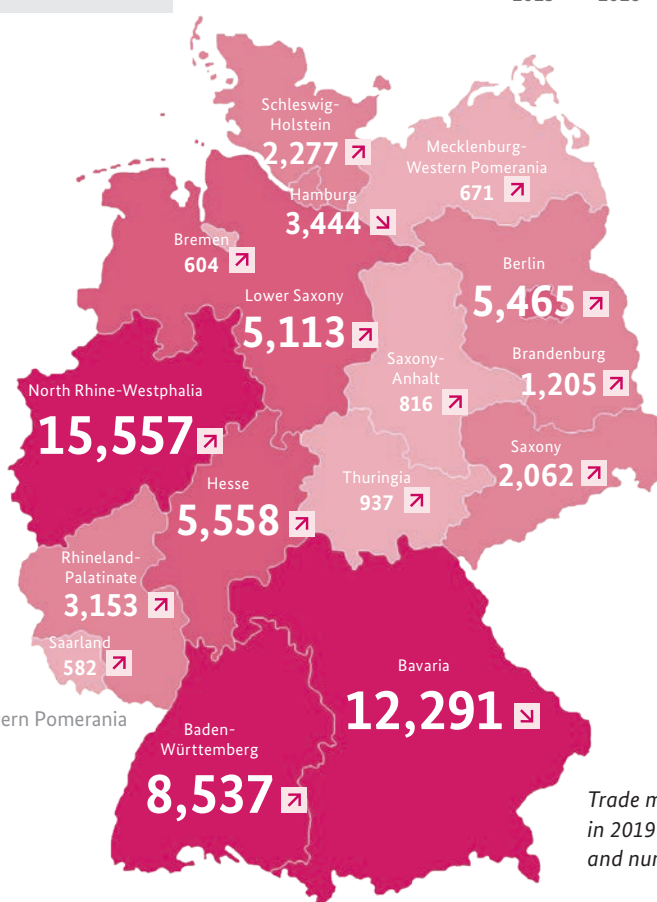 Schleswig-
Holstein
2,277
Mecklenburg-
Western Pomerania
671
Hamburg
3,444
Bremen
604
Berlin
5,465
Lower Saxony
5,113
Brandenburg
1,205
Saxony-
Anhalt
816
North Rhine-Westphalia
15,557
Saxony
2,062
Hesse
5,558
Thuringia
937
Rhineland-
Palatinate
3,153
Saarland
582
Bavaria
12,291
ern Pomerania
Baden-
Württemberg
8,537
Trade m
in 2019
and nur